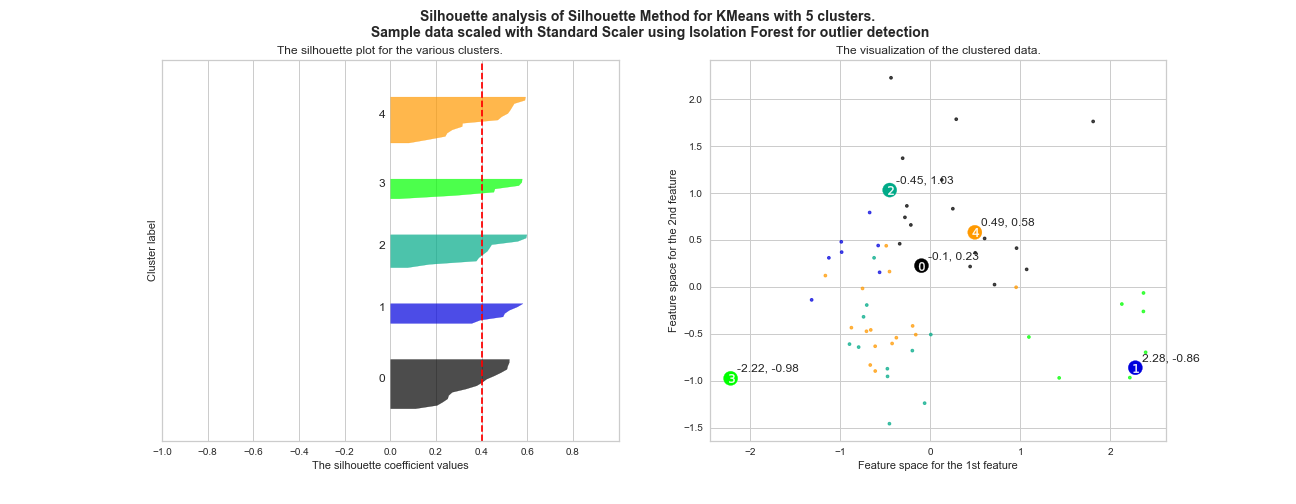 Silhouette analysis of Silhouette Method for KMeans with 5 clusters.
Sample data scaled with Standard Scaler using Isolation Forest for outlier detection
The silhouette plot for the various clusters.
4
3
2
1
0
Cluster label
−1.0 −0.8 −0.6 −0.4 −0.2 0.0 0.2 0.4 0.6 0.8
The silhouette coefficient values
The visualization of the clustered data.
2.0
1.5
1.0
0.5
0.0
−0.5
−1.0
−1.5
Feature space for the 2nd feature
2 -0.45, 1.03
4 0.49, 0.58
0 -0.1, 0.23
1 2.28, -0.86
3 -2.22, -0.98
−2 −1 0 1 2
Feature space for the 1st feature